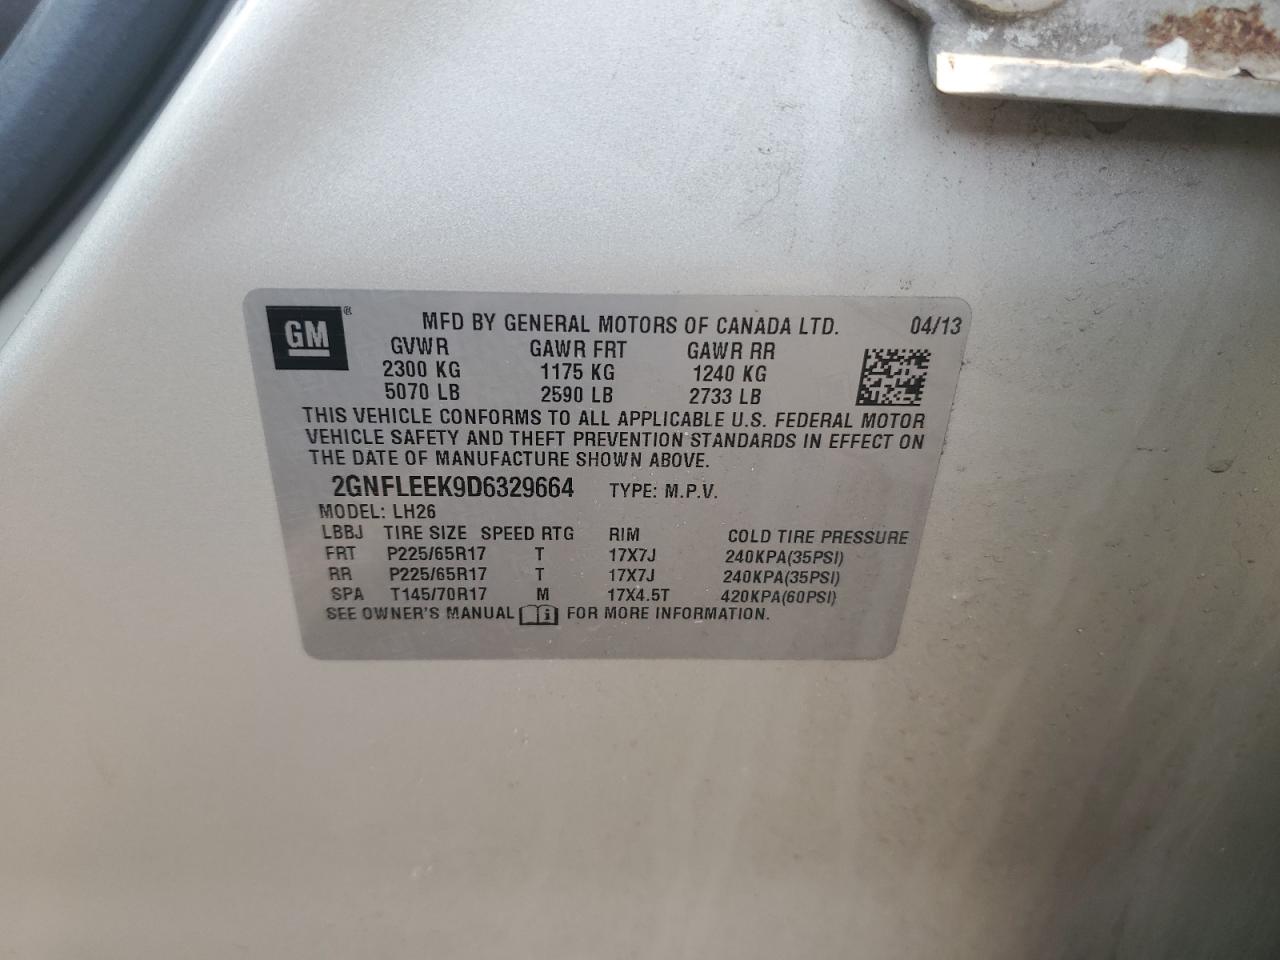 GM ®
MFD BY GENERAL MOTORS OF CANADA LTD. 04/13
GVWR GAWR FRT GAWR RR
2300 KG 1175 KG 1240 KG
5070 LB 2590 LB 2733 LB
THIS VEHICLE CONFORMS TO ALL APPLICABLE U.S. FEDERAL MOTOR
VEHICLE SAFETY AND THEFT PREVENTION STANDARDS IN EFFECT ON
THE DATE OF MANUFACTURE SHOWN ABOVE.
2GNFLEEK9D6329664 TYPE: M.P.V.
MODEL: LH26
LBBJ TIRE SIZE SPEED RTG RIM COLD TIRE PRESSURE
FRT P225/65R17 T 17X7J 240KPA(35PSI)
RR P225/65R17 T 17X7J 240KPA(35PSI)
SPA T145/70R17 M 17X4.5T 420KPA(60PSI)
SEE OWNER'S MANUAL FOR MORE INFORMATION.